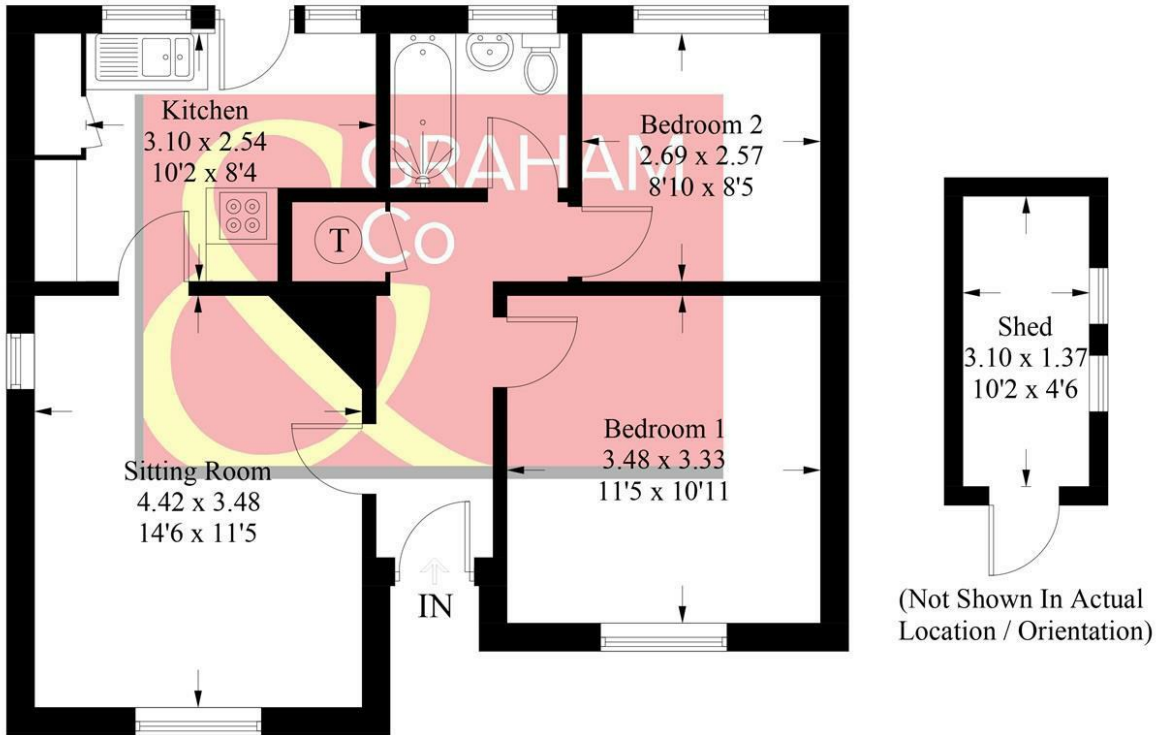 Kitchen
3.10 x 2.54
10'2 x 8'4
& GRAHAM
Co
Bedroom 2
2.69 x 2.57
8'10 x 8'5
T
Shed
3.10 x 1.37
10'2 x 4'6
Sitting Room
4.42 x 3.48
14'6 x 11'5
Bedroom 1
3.48 x 3.33
11'5 x 10'11
IN
(Not Shown In Actual
Location / Orientation)